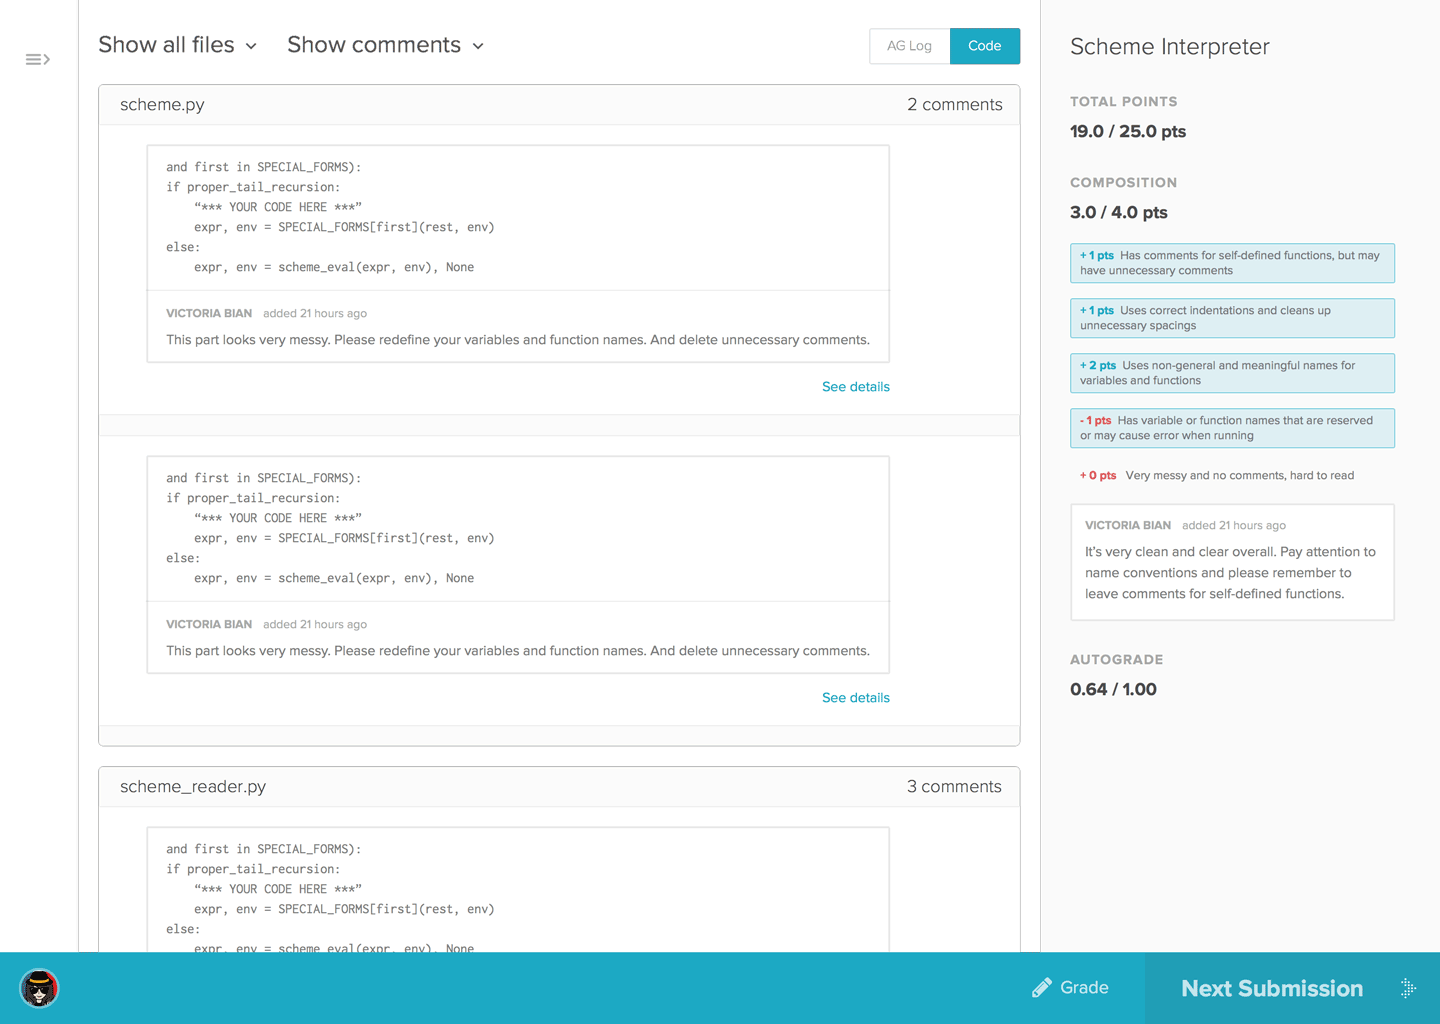 Show all files
Show comments
AG Log
Code
scheme.py
2 comments
and first in SPECIAL_FORMS):
if proper_tail_recursion:
“*** YOUR CODE HERE ***”
expr, env = SPECIAL_FORMS[first](rest, env)
else:
expr, env = scheme_eval(expr, env), None
VICTORIA BIAN added 21 hours ago
This part looks very messy. Please redefine your variables and function names. And delete unnecessary comments.
See details
and first in SPECIAL_FORMS):
if proper_tail_recursion:
“*** YOUR CODE HERE ***”
expr, env = SPECIAL_FORMS[first](rest, env)
else:
expr, env = scheme_eval(expr, env), None
VICTORIA BIAN added 21 hours ago
This part looks very messy. Please redefine your variables and function names. And delete unnecessary comments.
See details
scheme_reader.py
3 comments
and first in SPECIAL_FORMS):
if proper_tail_recursion:
“*** YOUR CODE HERE ***”
expr, env = SPECIAL_FORMS[first](rest, env)
else:
expr, env = scheme_eval(expr, env), None
Scheme Interpreter
TOTAL POINTS
19.0 / 25.0 pts
COMPOSITION
3.0 / 4.0 pts
+ 1 pts Has comments for self-defined functions, but may
have unnecessary comments
+ 1 pts Uses correct indentations and cleans up
unnecessary spacings
+ 2 pts Uses non-general and meaningful names for
variables and functions
- 1 pts Has variable or function names that are reserved
or may cause error when running
+ 0 pts Very messy and no comments, hard to read
VICTORIA BIAN added 21 hours ago
It’s very clean and clear overall. Pay attention to
name conventions and please remember to
leave comments for self-defined functions.
AUTOGRADE
0.64 / 1.00
Grade
Next Submission